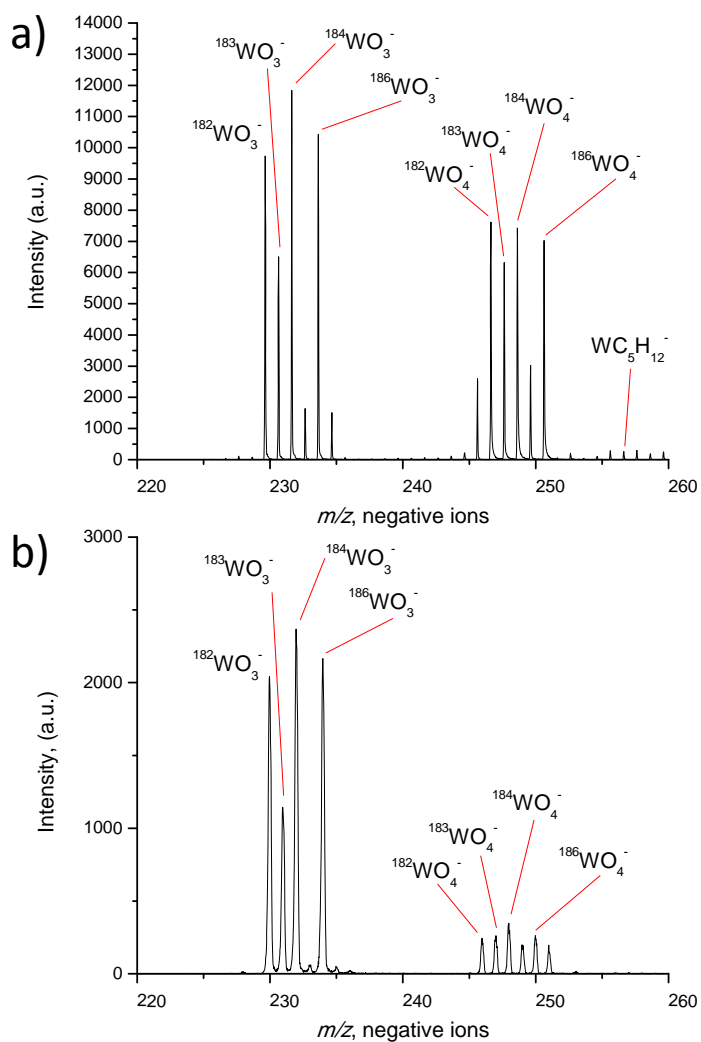 a)
Intensity (a.u.)
14000
13000
12000
11000
10000
9000
8000
7000
6000
5000
4000
3000
2000
1000
0
¹⁸²WO₃⁻
¹⁸³WO₃⁻
¹⁸⁴WO₃⁻
¹⁸⁶WO₃⁻
¹⁸²WO₄⁻
¹⁸³WO₄⁻
¹⁸⁴WO₄⁻
¹⁸⁶WO₄⁻
WC₅H₁₂⁻
220 230 240 250 260
m/z, negative ions
b)
Intensity, (a.u.)
3000
2000
1000
0
¹⁸²WO₃⁻
¹⁸³WO₃⁻
¹⁸⁴WO₃⁻
¹⁸⁶WO₃⁻
¹⁸²WO₄⁻
¹⁸³WO₄⁻
¹⁸⁴WO₄⁻
¹⁸⁶WO₄⁻
220 230 240 250 260
m/z, negative ions